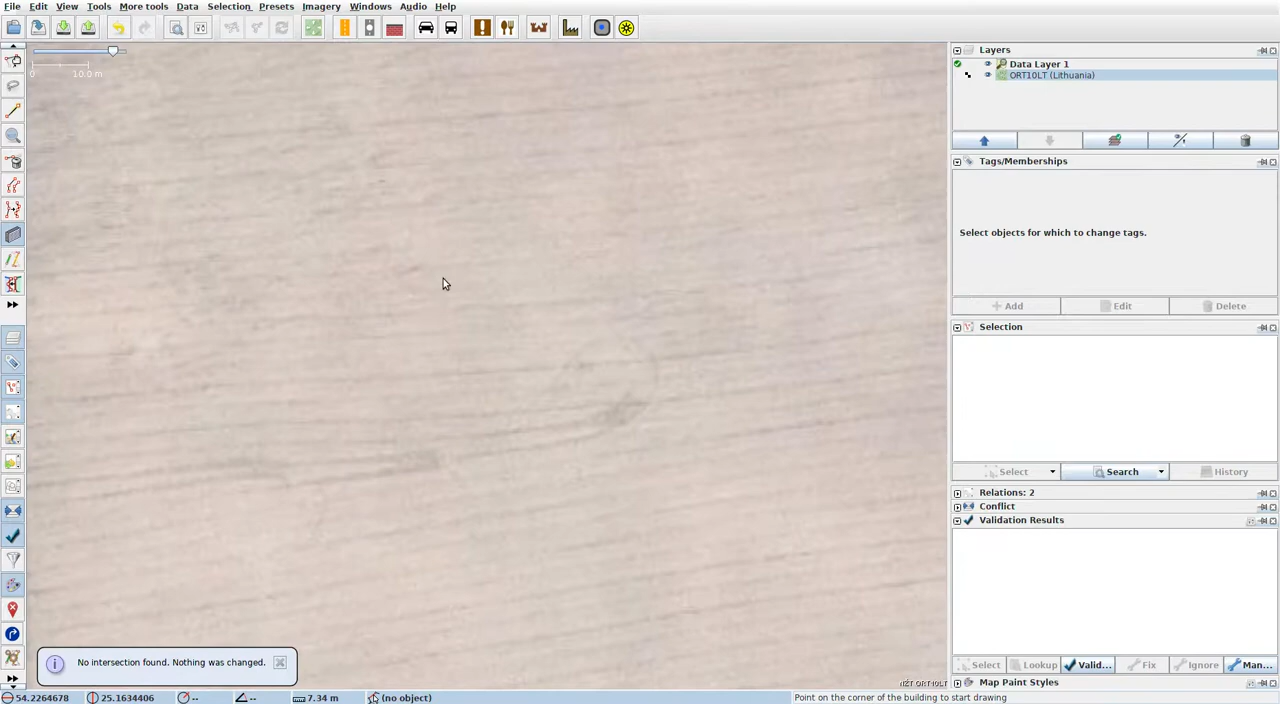 File Edit View Tools More tools Data Selection Presets Imagery Windows Audio Help
0 10.0 m
Layers
Data Layer 1
ORT10LT (Lithuania)
Tags/Memberships
Select objects for which to change tags.
Add Edit Delete
Selection
Select Search History
Relations: 2
Conflict
Validation Results
No intersection found. Nothing was changed.
Select Lookup Valid... Fix Ignore Man...
Map Paint Styles
54.2264678 25.1634406 -- -- 7.34 m (no object) Point on the corner of the building to start drawing